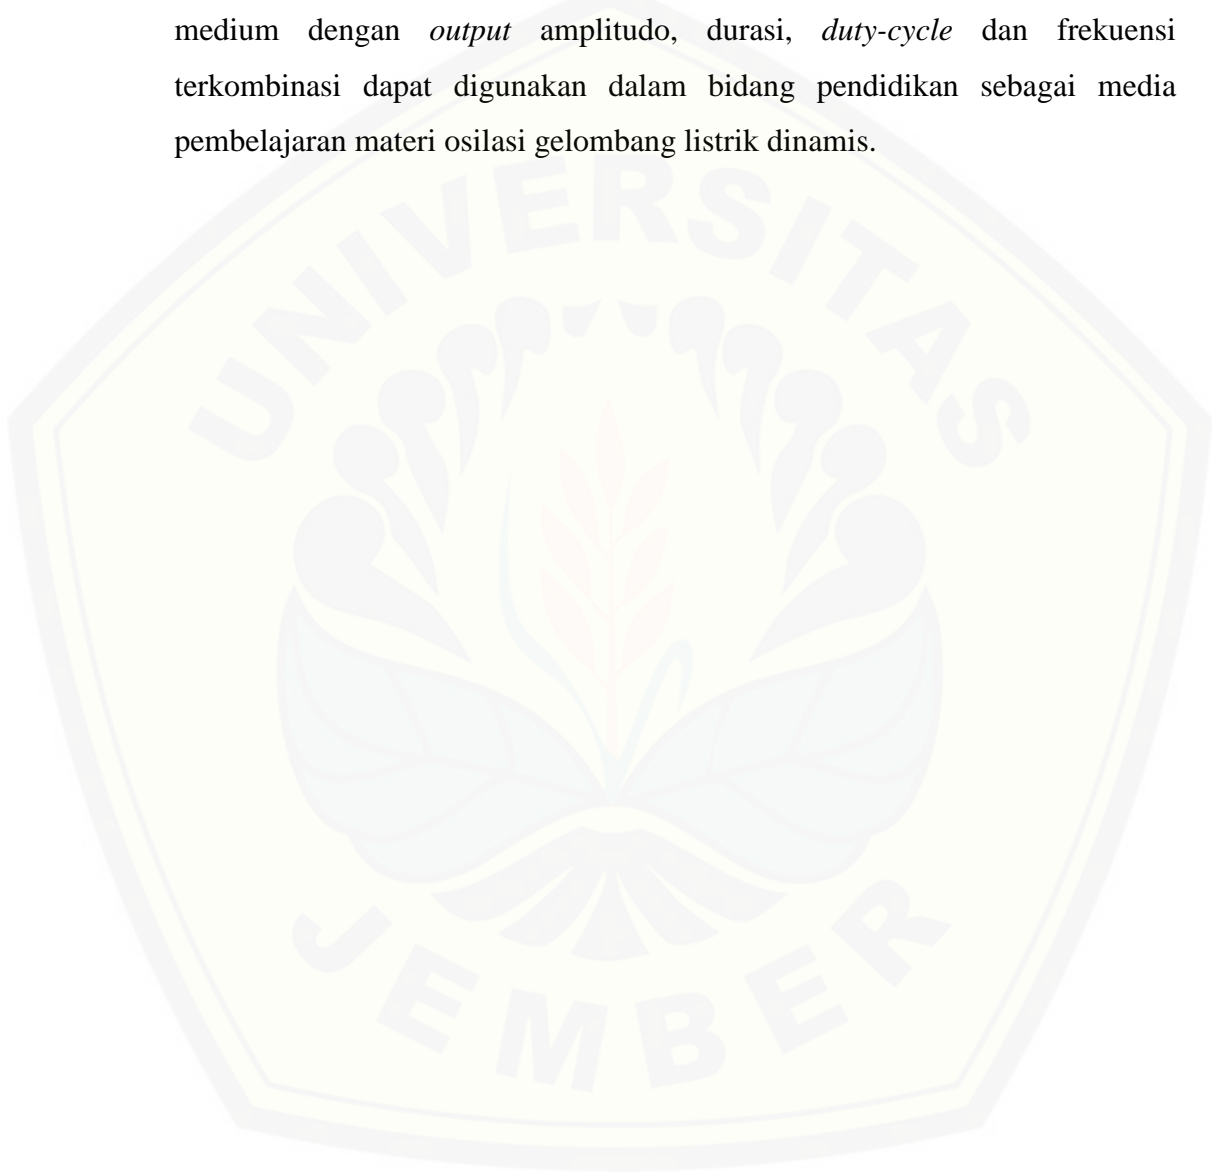 medium dengan output amplitudo, durasi, duty-cycle dan frekuensi
terkombinasi dapat digunakan dalam bidang pendidikan sebagai media
pembelajaran materi osilasi gelombang listrik dinamis.
UNIVERSITAS
JEMBER